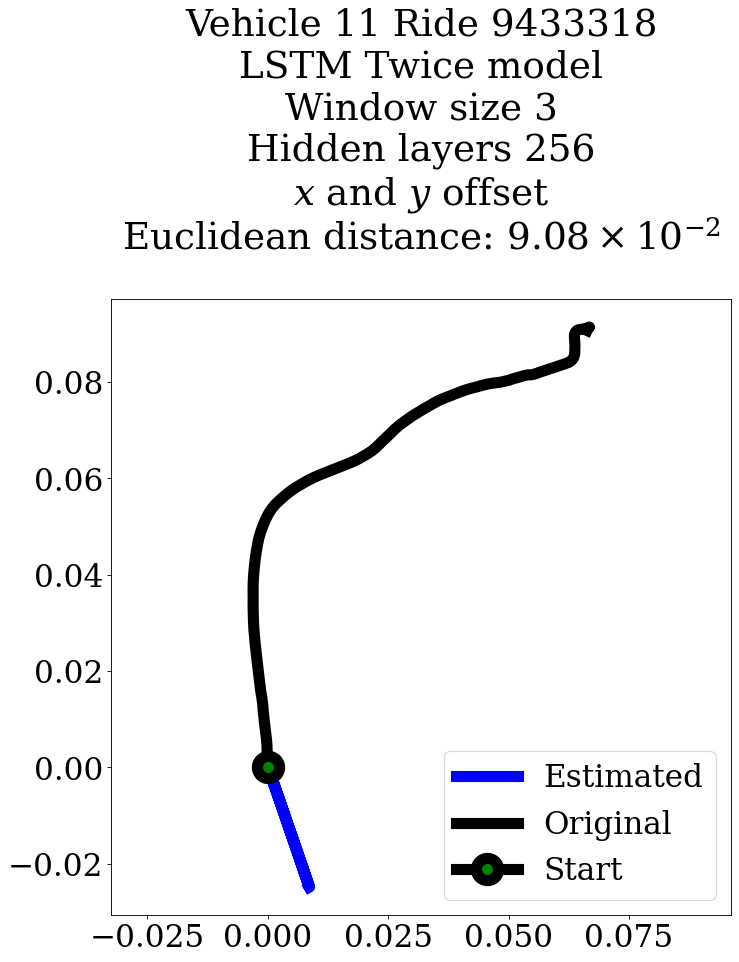 Vehicle 11 Ride 9433318
LSTM Twice model
Window size 3
Hidden layers 256
x and y offset
Euclidean distance: 9.08 × 10⁻²
0.08
0.06
0.04
0.02
0.00
−0.02
−0.025 0.000 0.025 0.050 0.075
Estimated
Original
Start